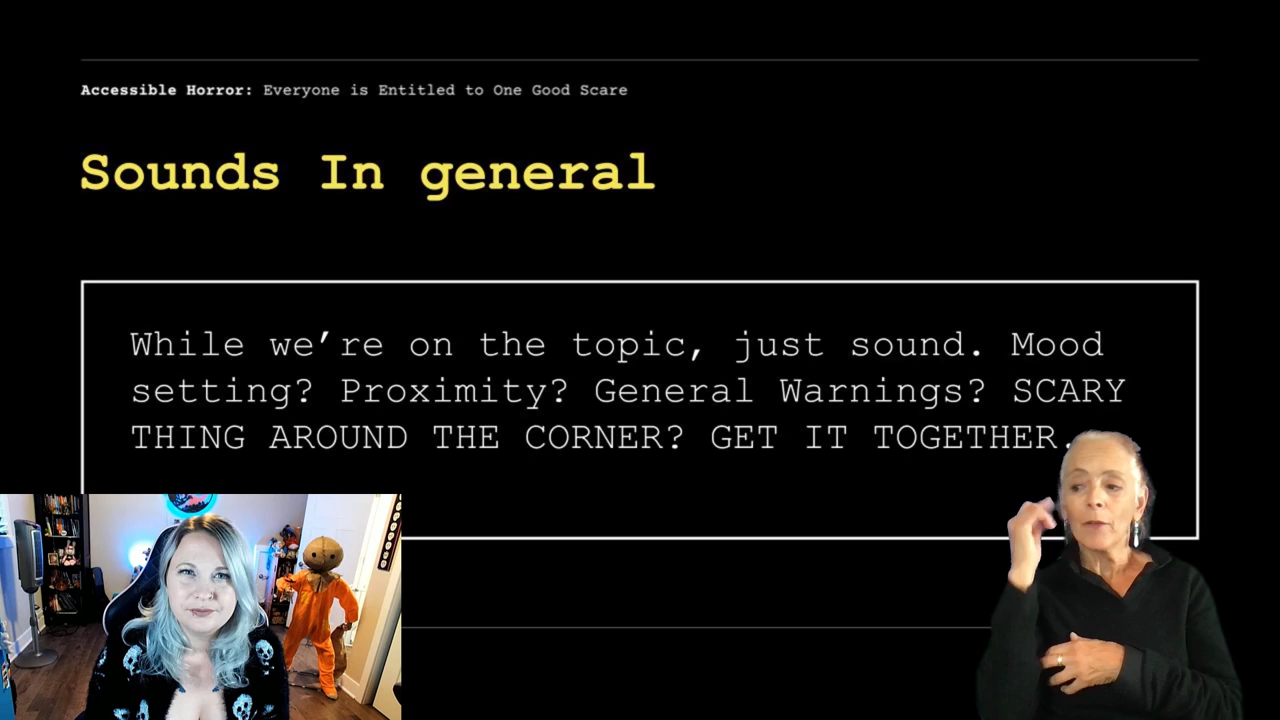 Accessible Horror: Everyone is Entitled to One Good Scare
Sounds In general
While we’re on the topic, just sound. Mood
setting? Proximity? General Warnings? SCARY
THING AROUND THE CORNER? GET IT TOGETHER.